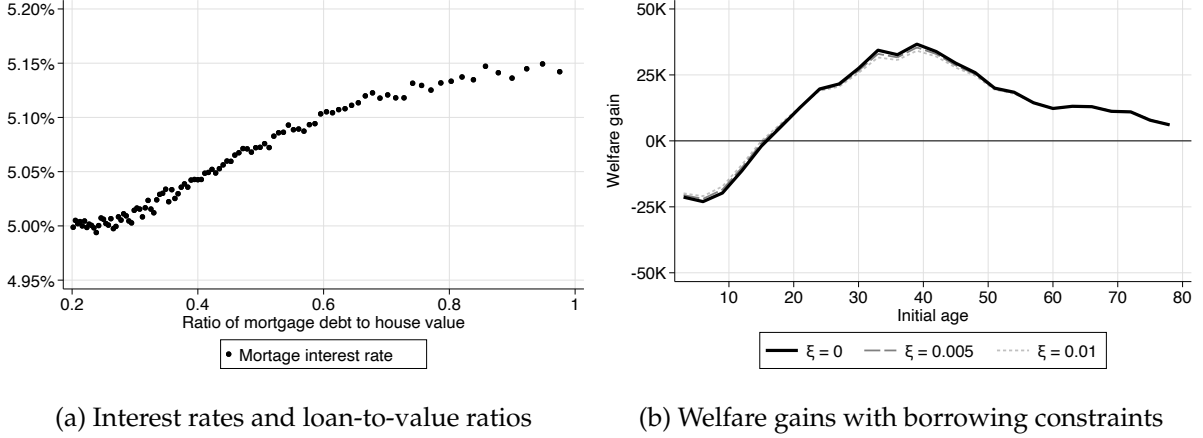 5.20%
5.15%
5.10%
5.05%
5.00%
4.95%
0.2 0.4 0.6 0.8 1
Ratio of mortgage debt to house value
Mortage interest rate
(a) Interest rates and loan-to-value ratios
50K
25K
0K
-25K
-50K
Welfare gain
10 20 30 40 50 60 70 80
Initial age
ξ = 0 ξ = 0.005 ξ = 0.01
(b) Welfare gains with borrowing constraints